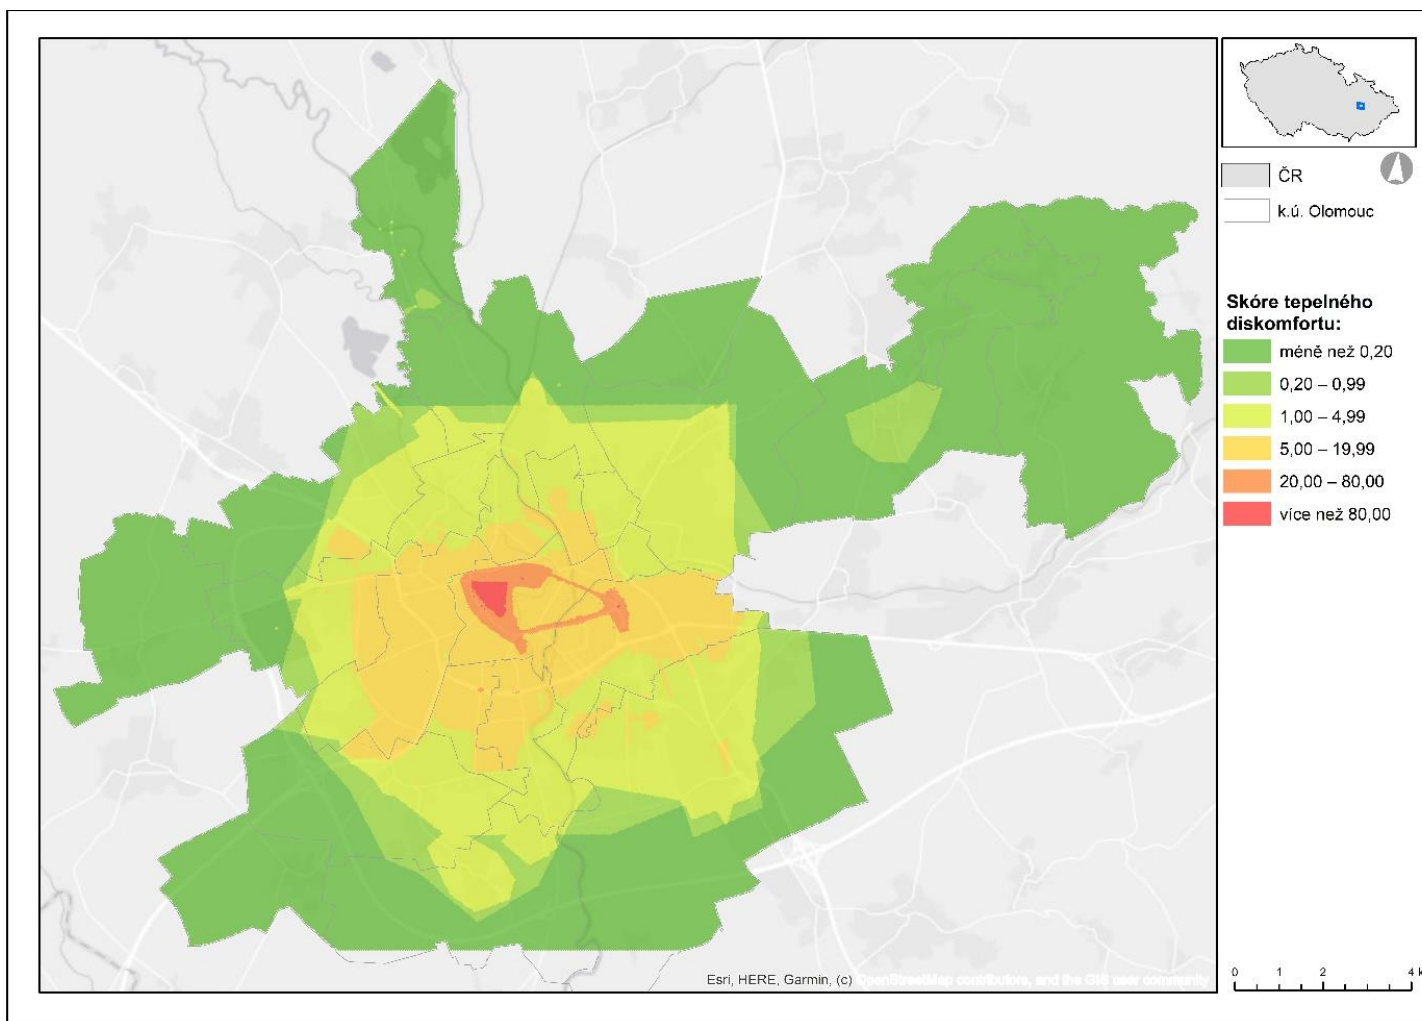 ČR
k.ú. Olomouc
Skóre tepelného
diskomfortu:
méně než 0,20
0,20 – 0,99
1,00 – 4,99
5,00 – 19,99
20,00 – 80,00
více než 80,00
Esri, HERE, Garmin, (c) OpenStreetMap contributors, and the GIS user community
0 1 2 4 k